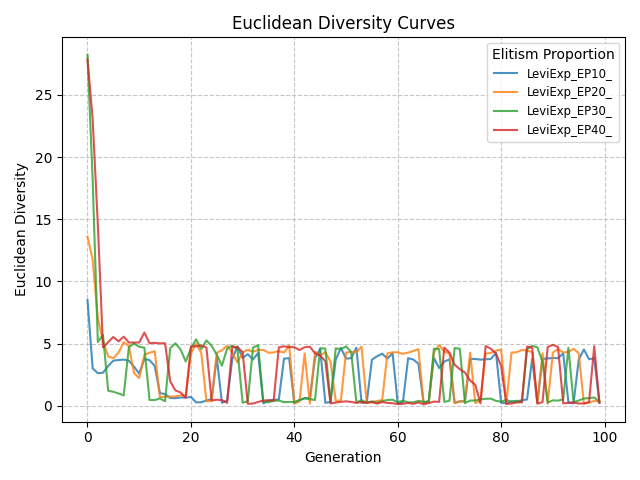 Euclidean Diversity Curves
Elitism Proportion
LeviExp_EP10_
LeviExp_EP20_
LeviExp_EP30_
LeviExp_EP40_
Euclidean Diversity
25
20
15
10
5
0
0
20
40
60
80
100
Generation